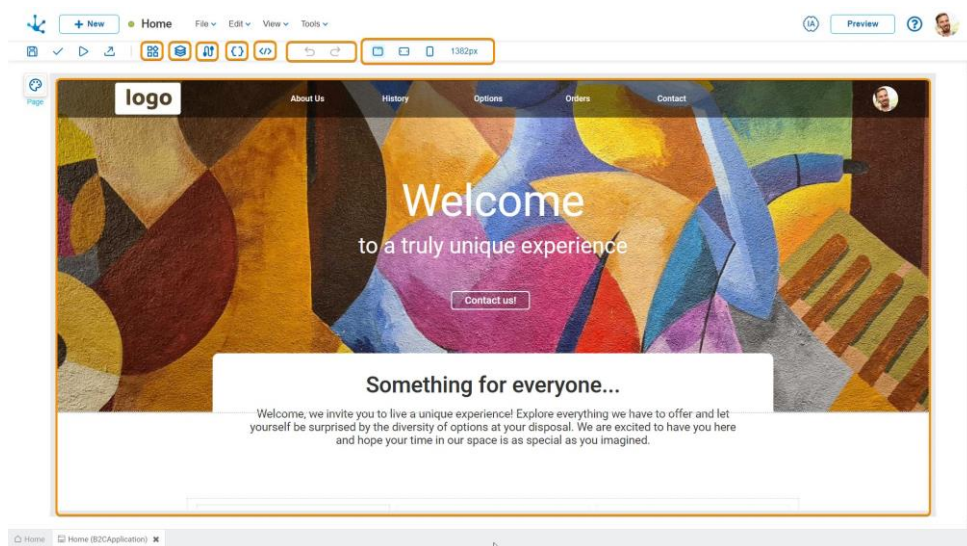 + New
Home
File
Edit
View
Tools
IA
Preview
?
1382px
Page
logo
About Us
History
Options
Orders
Contact
Welcome
to a truly unique experience
Contact us!
Something for everyone...
Welcome, we invite you to live a unique experience! Explore everything we have to offer and let
yourself be surprised by the diversity of options at your disposal. We are excited to have you here
and hope your time in our space is as special as you imagined.
Home
Home (B2CApplication)